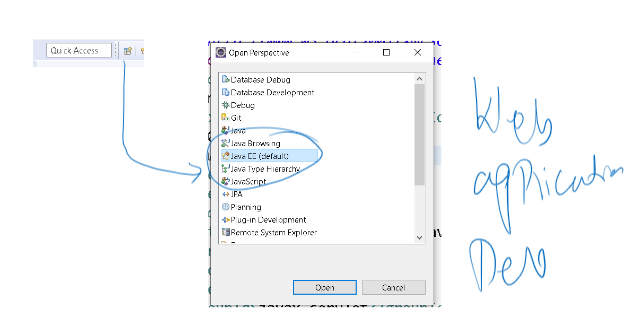 Quick Access
Open Perspective
Database Debug
Database Development
Debug
Git
Java
Java Browsing
Java EE (default)
Java Type Hierarchy
JavaScript
JPA
Planning
Plug-in Development
Remote System Explorer
Open
Cancel
Web
application
Dev